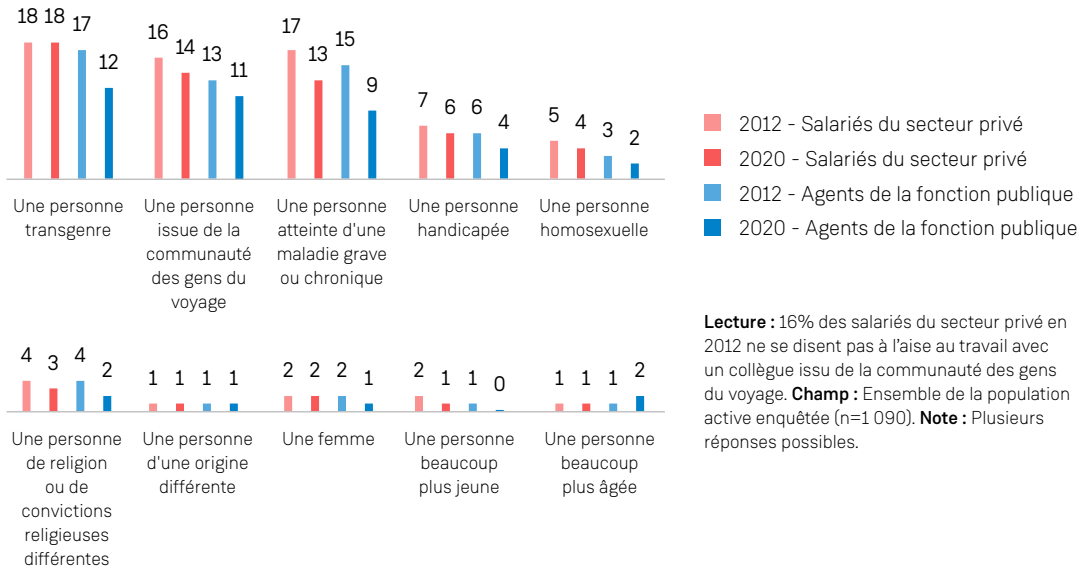 18 18 17 12
16 14 13 11
17 13 15 9
7 6 6 4
5 4 3 2
Une personne
transgenre
Une personne
issue de la
communauté
des gens du
voyage
Une personne
atteinte d'une
maladie grave
ou chronique
Une personne
handicapée
Une personne
homosexuelle
2012 - Salariés du secteur privé
2020 - Salariés du secteur privé
2012 - Agents de la fonction publique
2020 - Agents de la fonction publique
4 3 4 2
1 1 1 1
2 2 2 1
2 1 1 0
1 1 1 2
Une personne
de religion
ou de
convictions
religieuses
différentes
Une personne
d'une origine
différente
Une femme
Une personne
beaucoup
plus jeune
Une personne
beaucoup
plus âgée
Lecture : 16% des salariés du secteur privé en
2012 ne se disent pas à l'aise au travail avec
un collègue issu de la communauté des gens
du voyage. Champ : Ensemble de la population
active enquêtée (n=1 090). Note : Plusieurs
réponses possibles.